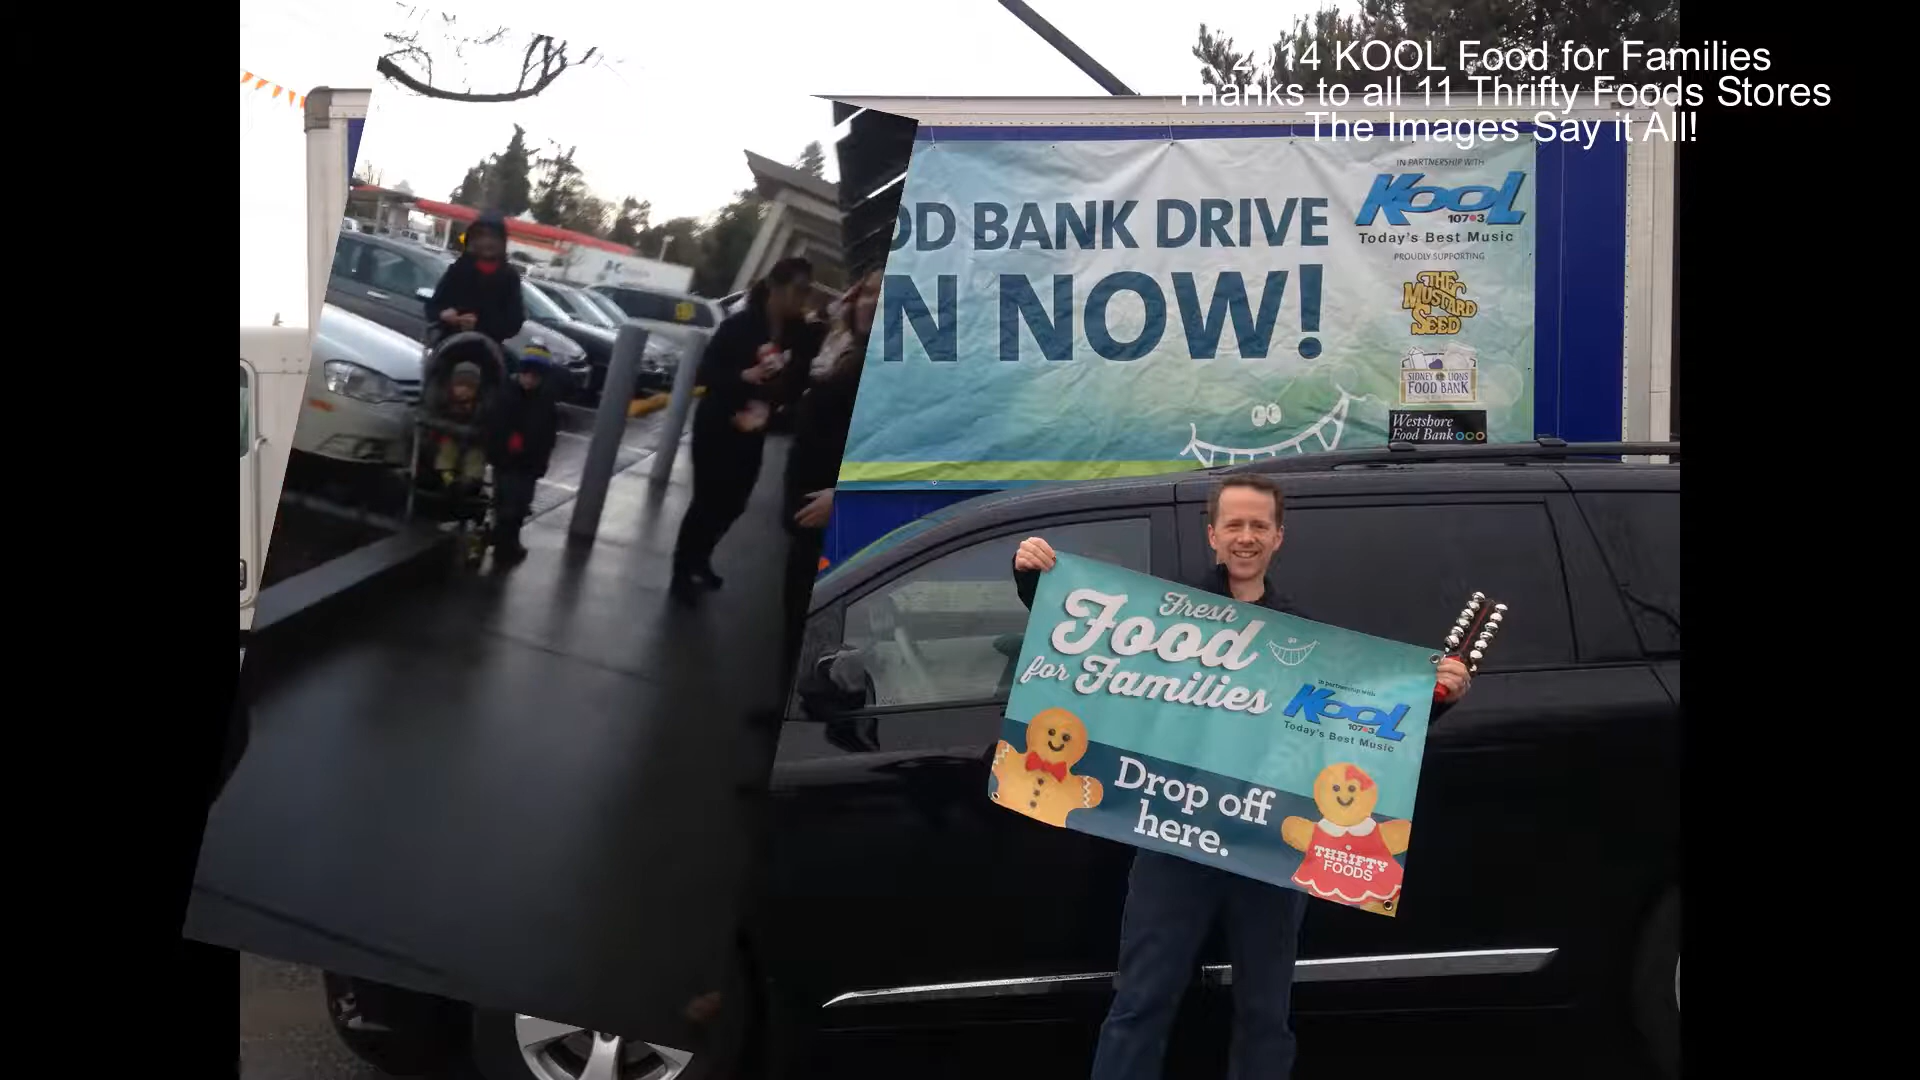 2014 KOOL Food for Families
Thanks to all 11 Thrifty Foods Stores
The Images Say it All!
IN PARTNERSHIP WITH
KOOL
107.3
Today's Best Music
PROUDLY SUPPORTING
OD BANK DRIVE
N NOW!
THE
MUSTARD
SEED
SIDNEY LIONS
FOOD BANK
Westshore
Food Bank
Fresh
Food
for Families
in partnership with
KOOL
107.3
Today's Best Music
Drop off
here.
THRIFTY
FOODS